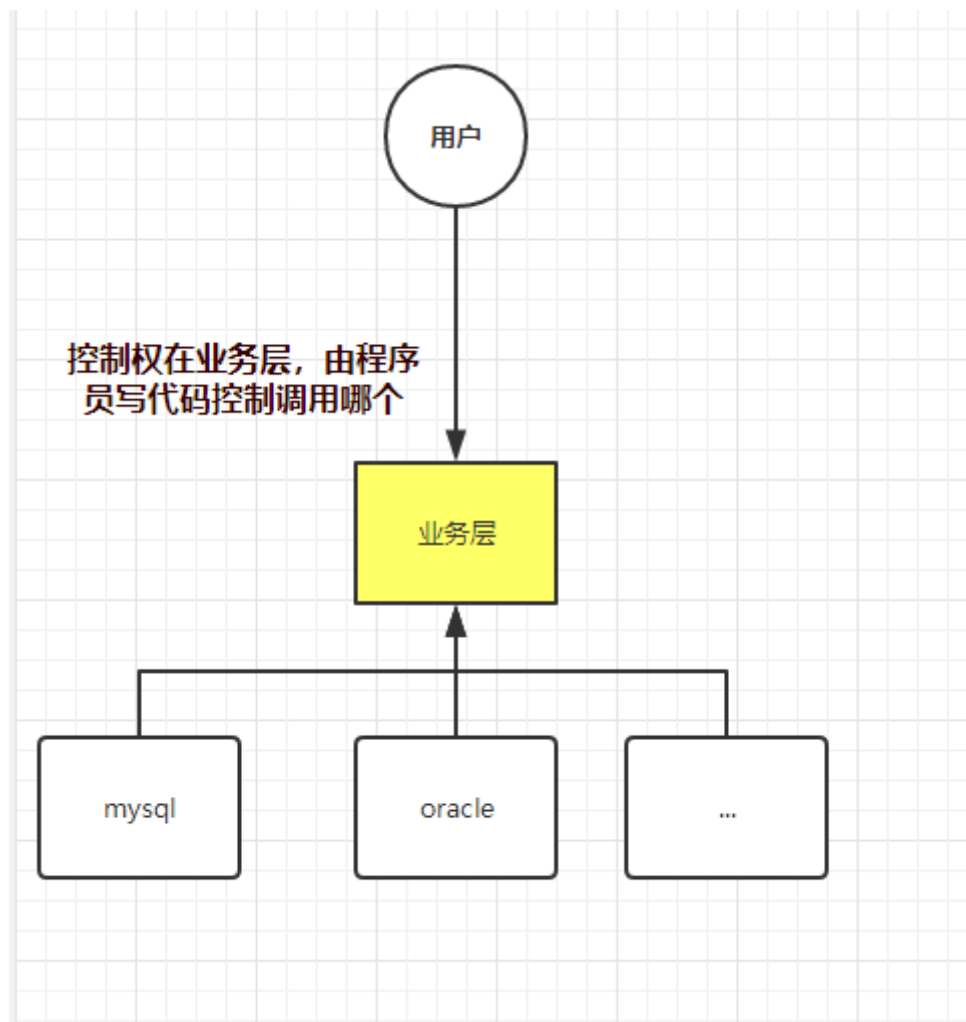 用户
控制权在业务层，由程序
员写代码控制调用哪个
业务层
mysql
oracle
...